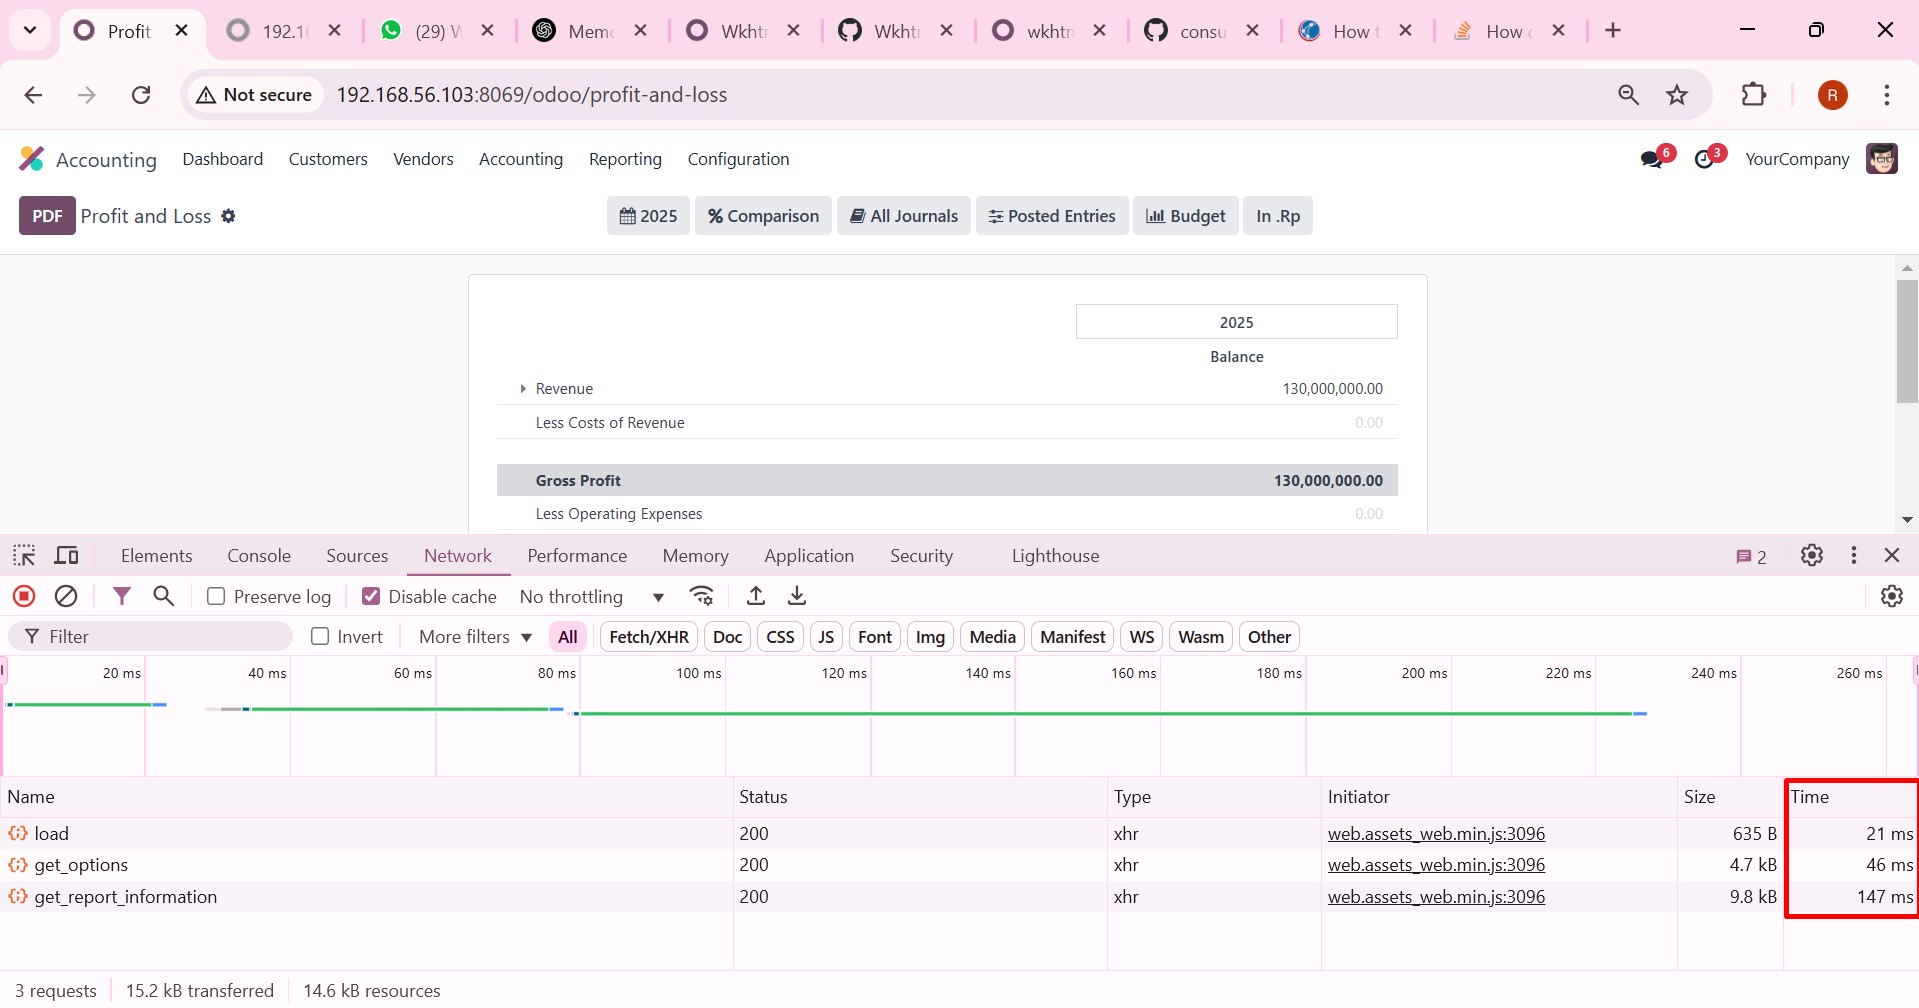 Profit
192.1
(29) W
Mem
Wkht
Wkht
wkht
consu
How t
How
Not secure
192.168.56.103:8069/odoo/profit-and-loss
R
Accounting Dashboard Customers Vendors Accounting Reporting Configuration
6
3
YourCompany
PDF Profit and Loss
2025
% Comparison
All Journals
Posted Entries
Budget
In .Rp
2025
Balance
Revenue 130,000,000.00
Less Costs of Revenue 0.00
Gross Profit 130,000,000.00
Less Operating Expenses 0.00
Elements Console Sources Network Performance Memory Application Security Lighthouse 2
Preserve log Disable cache No throttling
Filter Invert More filters All Fetch/XHR Doc CSS JS Font Img Media Manifest WS Wasm Other
20 ms 40 ms 60 ms 80 ms 100 ms 120 ms 140 ms 160 ms 180 ms 200 ms 220 ms 240 ms 260 ms
Name Status Type Initiator Size Time
load 200 xhr web.assets_web.min.js:3096 635 B 21 ms
get_options 200 xhr web.assets_web.min.js:3096 4.7 kB 46 ms
get_report_information 200 xhr web.assets_web.min.js:3096 9.8 kB 147 ms
3 requests 15.2 kB transferred 14.6 kB resources